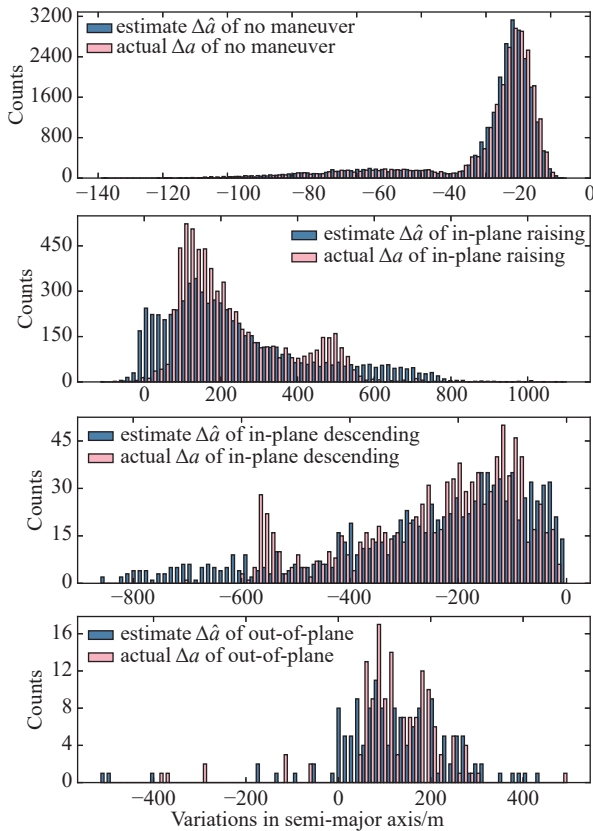 3200
2400
1600
800
0
Counts
estimate Δâ of no maneuver
actual Δa of no maneuver
−140 −120 −100 −80 −60 −40 −20 0
450
300
150
0
Counts
estimate Δâ of in-plane raising
actual Δa of in-plane raising
0 200 400 600 800 1000
45
30
15
0
Counts
estimate Δâ of in-plane descending
actual Δa of in-plane descending
−800 −600 −400 −200 0
16
12
8
4
0
Counts
estimate Δâ of out-of-plane
actual Δa of out-of-plane
−400 −200 0 200 400
Variations in semi-major axis/m